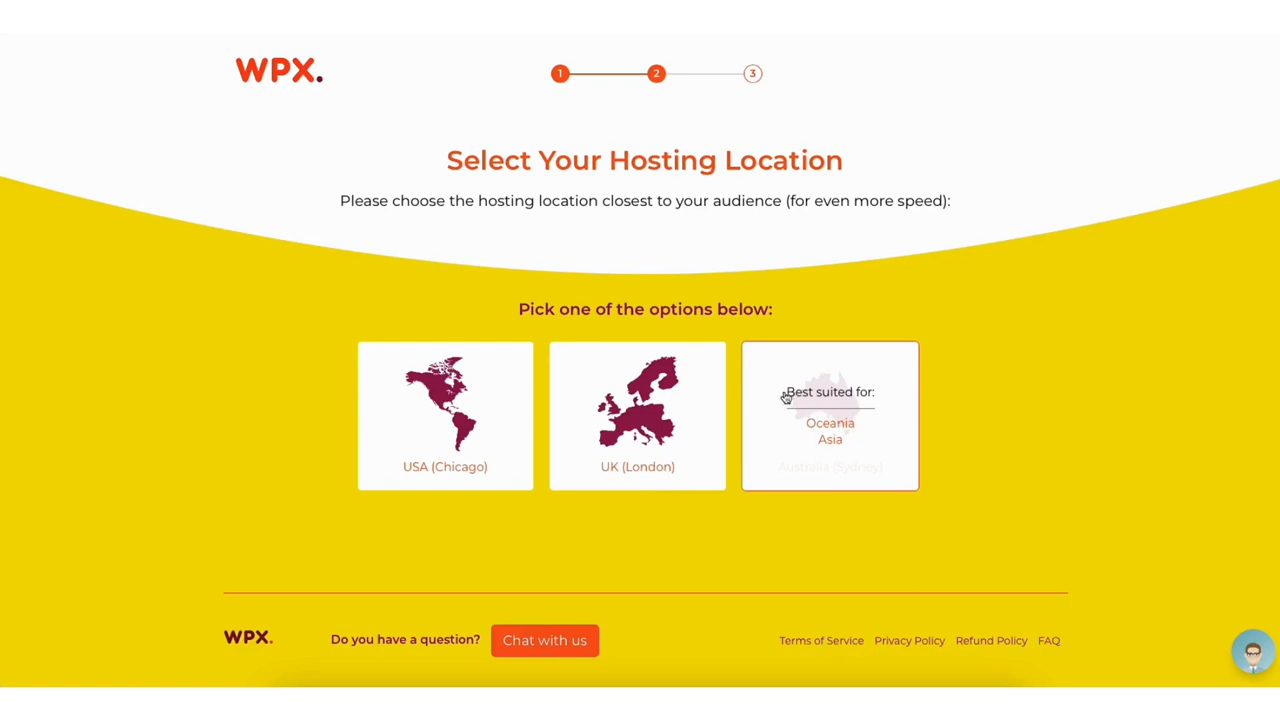 WPX.
1
2
3
Select Your Hosting Location
Please choose the hosting location closest to your audience (for even more speed):
Pick one of the options below:
USA (Chicago)
UK (London)
Best suited for:
Oceania
Asia
Australia (Sydney)
WPX.
Do you have a question?
Chat with us
Terms of Service
Privacy Policy
Refund Policy
FAQ